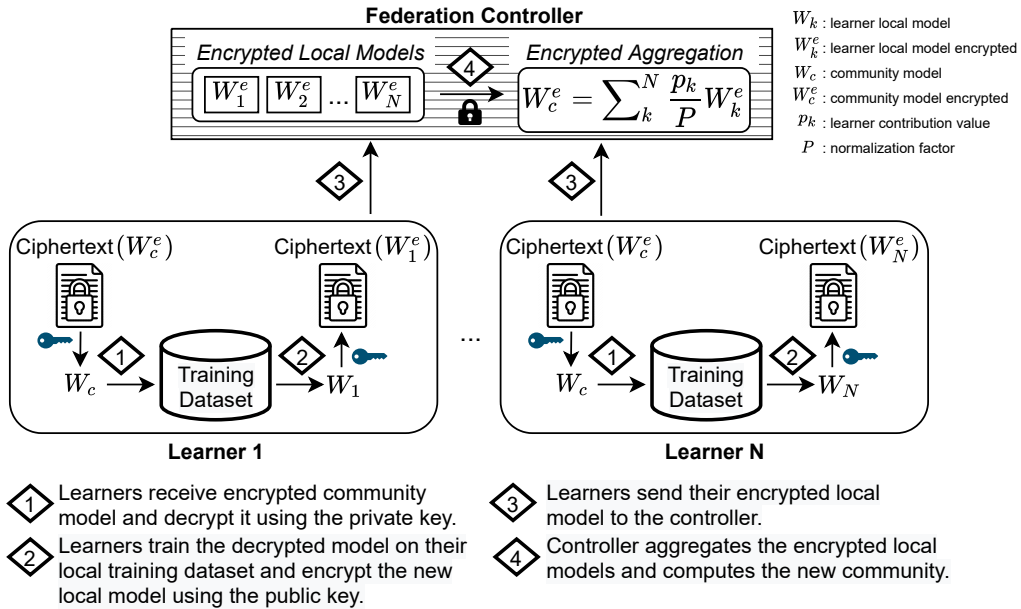 Federation Controller
Encrypted Local Models
W_1^e W_2^e ... W_N^e
4
Encrypted Aggregation
W_c^e = ∑_k^N p_k/P W_k^e
W_k : learner local model
W_k^e : learner local model encrypted
W_c : community model
W_c^e : community model encrypted
p_k : learner contribution value
P : normalization factor
3
3
Ciphertext(W_c^e)
Ciphertext(W_1^e)
1
2
W_c
Training
Dataset
W_1
Learner 1
...
Ciphertext(W_c^e)
Ciphertext(W_N^e)
1
2
W_c
Training
Dataset
W_N
Learner N
1 Learners receive encrypted community
model and decrypt it using the private key.
2 Learners train the decrypted model on their
local training dataset and encrypt the new
local model using the public key.
3 Learners send their encrypted local
model to the controller.
4 Controller aggregates the encrypted local
models and computes the new community.